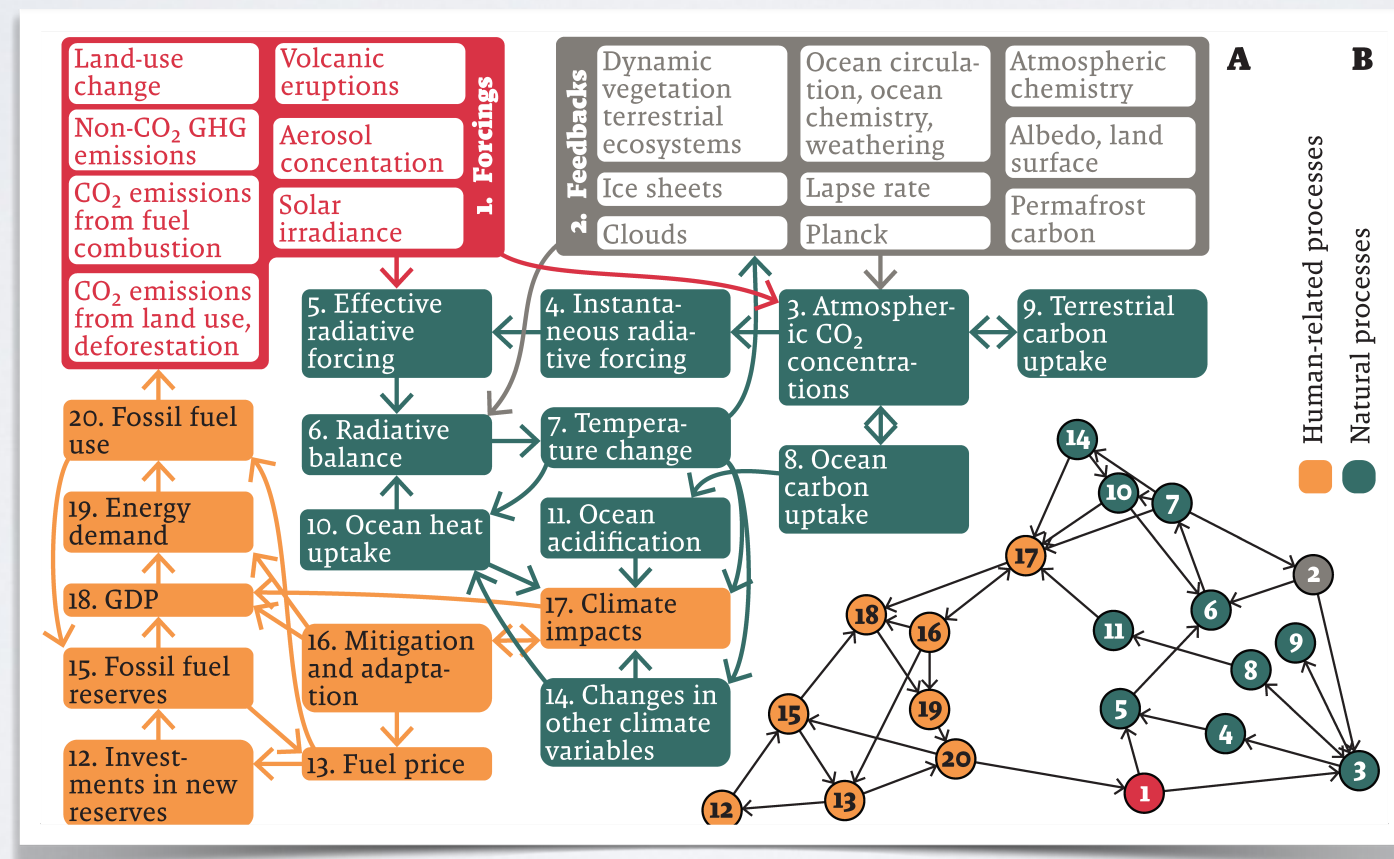 Land-use
change
Non-CO₂ GHG
emissions
CO₂ emissions
from fuel
combustion
CO₂ emissions
from land use,
deforestation
Volcanic
eruptions
Aerosol
concentation
Solar
irradiance
1. Forcings
2. Feedbacks
Dynamic
vegetation
terrestrial
ecosystems
Ice sheets
Clouds
Ocean circula-
tion, ocean
chemistry,
weathering
Lapse rate
Planck
Atmospheric
chemistry
Albedo, land
surface
Permafrost
carbon
A
B
Human-related processes
Natural processes
5. Effective
radiative
forcing
4. Instanta-
neous radia-
tive forcing
3. Atmospher-
ic CO₂
concentra-
tions
9. Terrestrial
carbon
uptake
20. Fossil fuel
use
6. Radiative
balance
7. Tempera-
ture change
8. Ocean
carbon
uptake
19. Energy
demand
10. Ocean heat
uptake
11. Ocean
acidification
18. GDP
17. Climate
impacts
16. Mitigation
and adapta-
tion
15. Fossil fuel
reserves
14. Changes in
other climate
variables
12. Invest-
ments in new
reserves
13. Fuel price
14
10
7
17
2
18
16
6
11
9
8
15
19
5
4
20
3
12
13
1